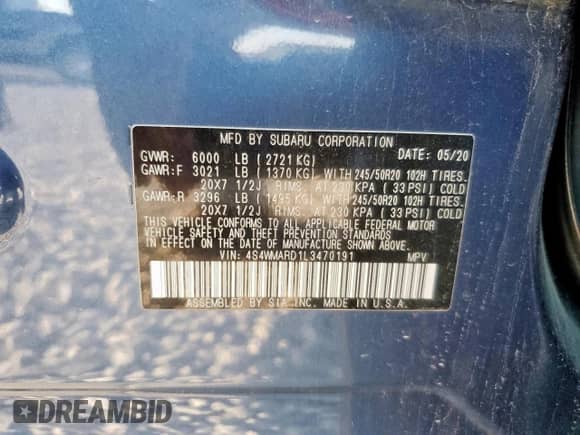 MFD BY SUBARU CORPORATION
GVWR: 6000 LB ( 2721 KG) DATE: 05/20
GAWR:F 3021 LB ( 1370 KG) WITH 245/50R20 102H TIRES.
20X7 1/2J RIMS. AT 230 KPA ( 33 PSI) COLD
GAWR:R 3296 LB ( 1495 KG) WITH 245/50R20 102H TIRES.
20X7 1/2J RIMS. AT 230 KPA ( 33 PSI) COLD
THIS VEHICLE CONFORMS TO ALL APPLICABLE FEDERAL MOTOR
VEHICLE SAFETY AND THEFT PREVENTION STANDARDS IN
EFFECT ON THE DATE OF MANUFACTURE SHOWN ABOVE.
VIN: 4S4WMARD1L3470191 MPV
ASSEMBLED BY SIA, INC. MADE IN U.S.A.
DREAMBID